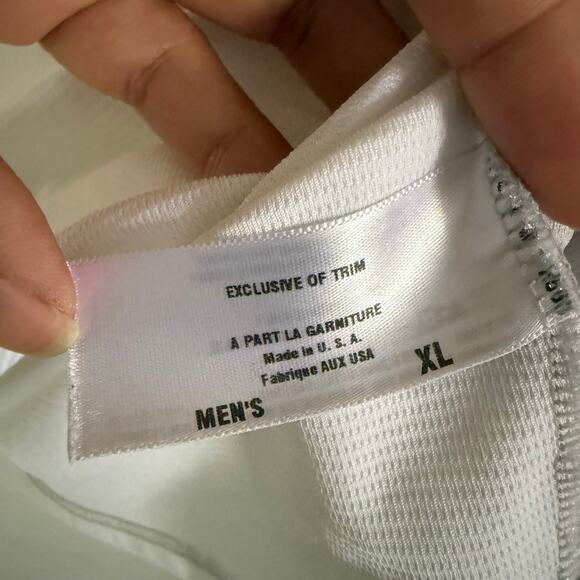 EXCLUSIVE OF TRIM
A PART LA GARNITURE
Made in U. S. A.
Fabrique AUX USA
MEN'S XL